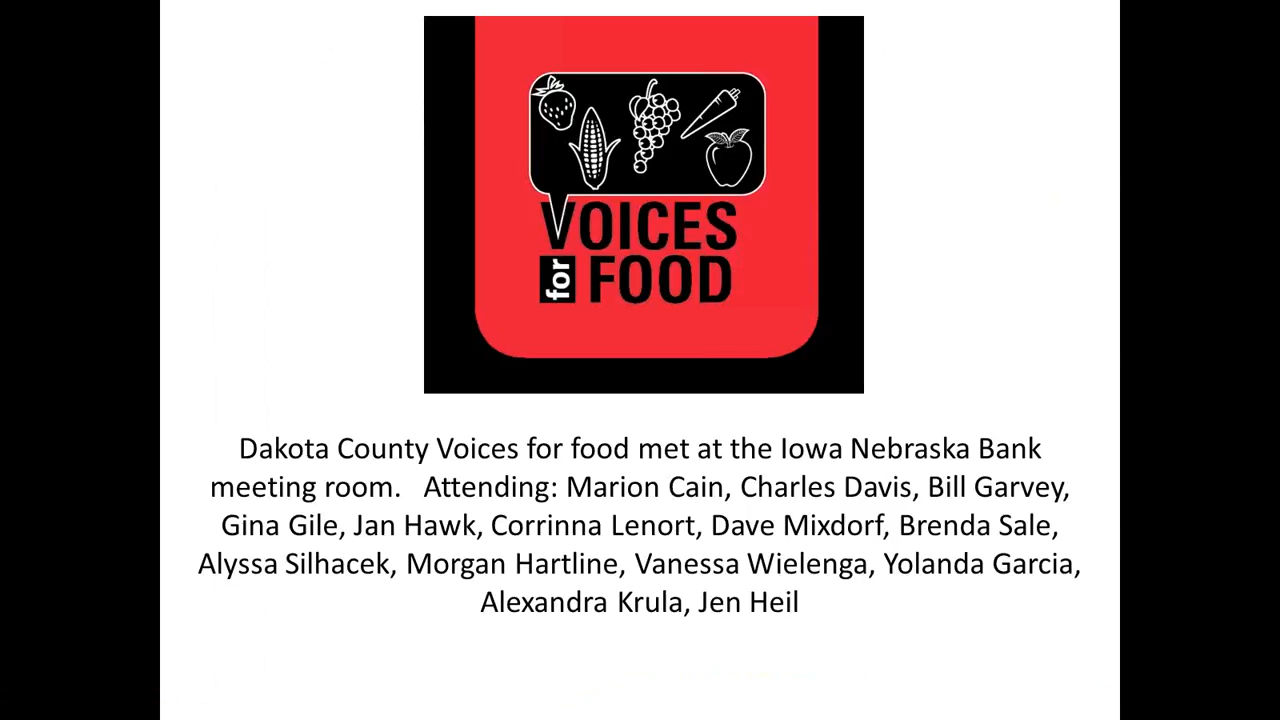 VOICES
for FOOD
Dakota County Voices for food met at the Iowa Nebraska Bank
meeting room.   Attending: Marion Cain, Charles Davis, Bill Garvey,
Gina Gile, Jan Hawk, Corrinna Lenort, Dave Mixdorf, Brenda Sale,
Alyssa Silhacek, Morgan Hartline, Vanessa Wielenga, Yolanda Garcia,
Alexandra Krula, Jen Heil